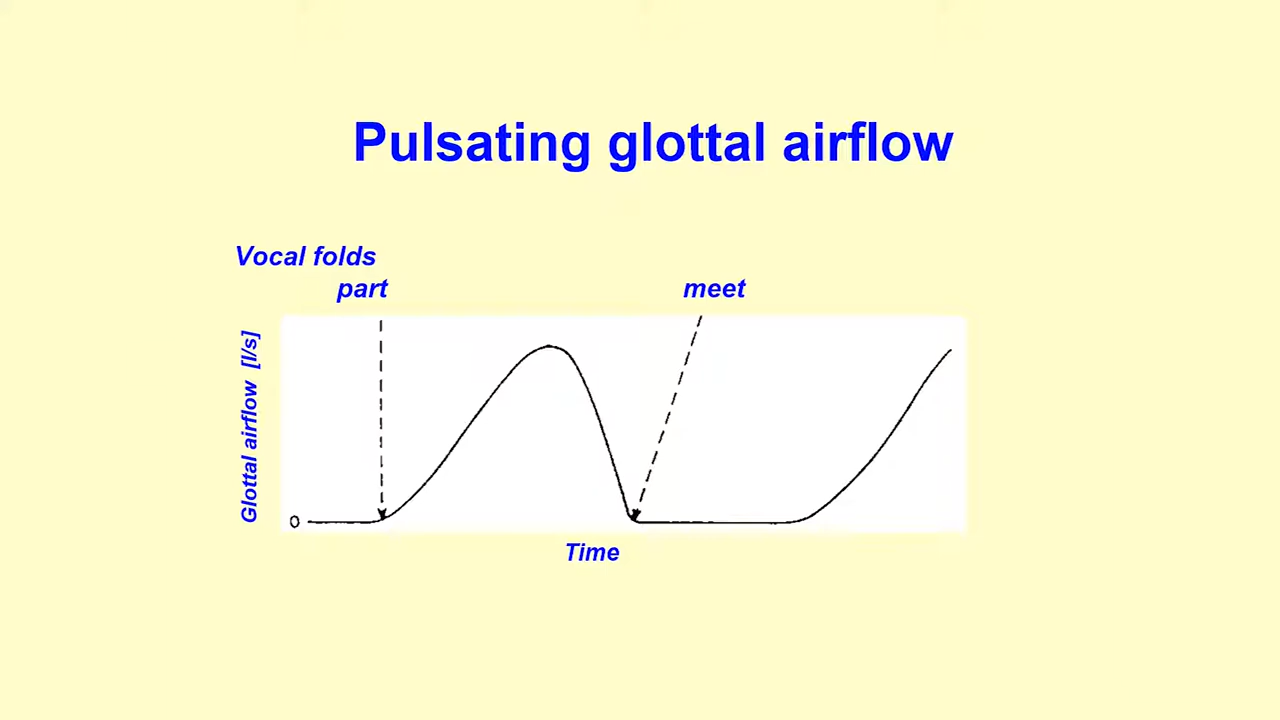 Pulsating glottal airflow
Vocal folds
part
meet
Glottal airflow [l/s]
0
Time